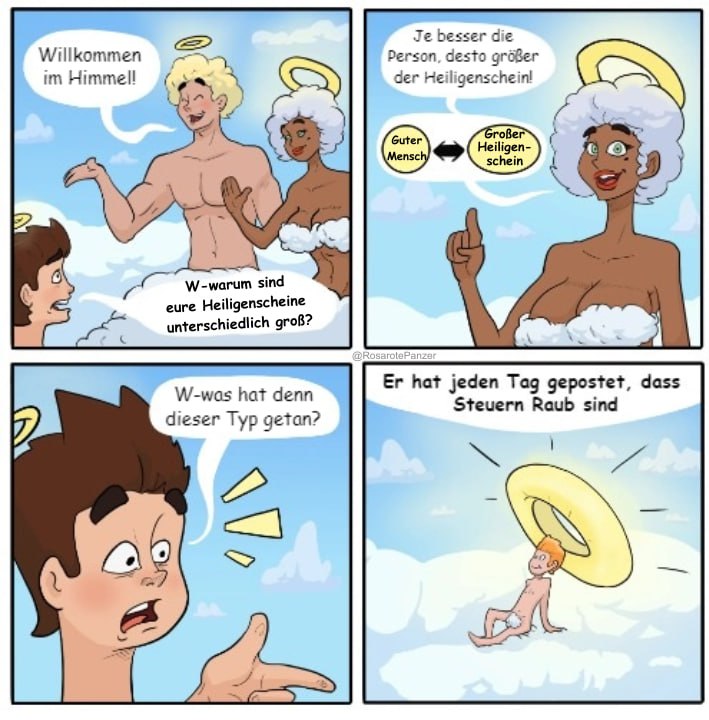 Willkommen
im Himmel!
W-warum sind
eure Heiligenscheine
unterschiedlich groß?
Je besser die
Person, desto größer
der Heiligenschein!
Guter
Mensch
Großer
Heiligen-
schein
@RosarotePanzer
W-was hat denn
dieser Typ getan?
Er hat jeden Tag gepostet, dass
Steuern Raub sind